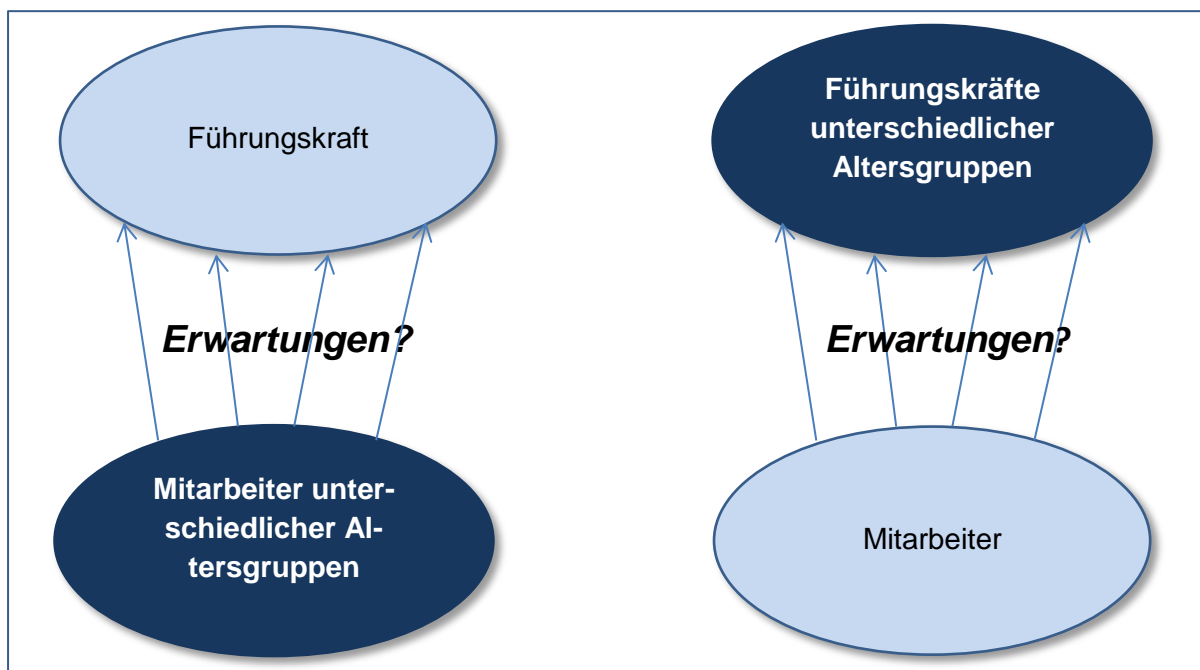 Führungskraft
Erwartungen?
Mitarbeiter unter-
schiedlicher Al-
tersgruppen
Führungskräfte
unterschiedlicher
Altersgruppen
Erwartungen?
Mitarbeiter